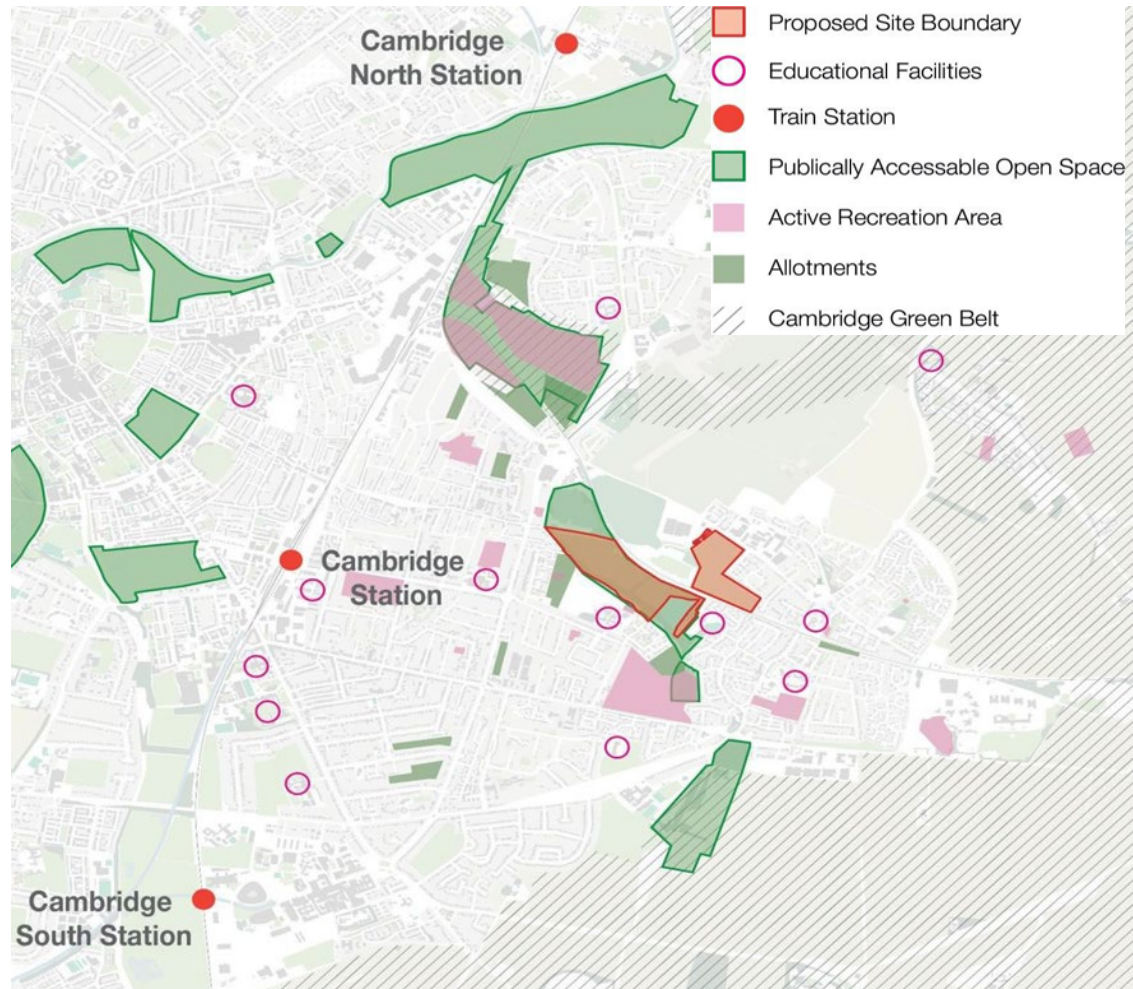 Cambridge
North Station
Proposed Site Boundary
Educational Facilities
Train Station
Publically Accessable Open Space
Active Recreation Area
Allotments
Cambridge Green Belt
Cambridge
Station
Cambridge
South Station